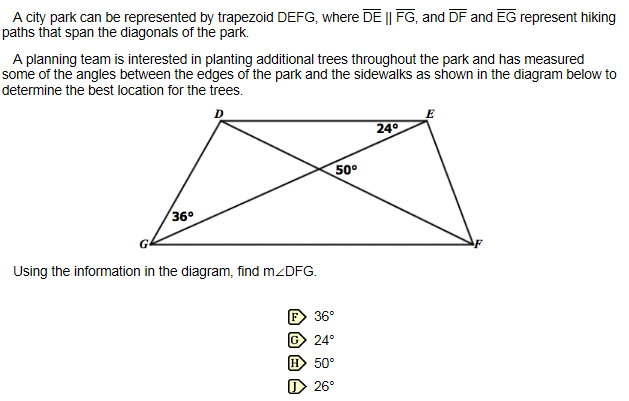 A city park can be represented by trapezoid DEFG, where DE || FG, and DF and EG represent hiking
paths that span the diagonals of the park.
A planning team is interested in planting additional trees throughout the park and has measured
some of the angles between the edges of the park and the sidewalks as shown in the diagram below to
determine the best location for the trees.
D
E
24°
50°
36°
G
F
Using the information in the diagram, find m∠DFG.
F 36°
G 24°
H 50°
J 26°